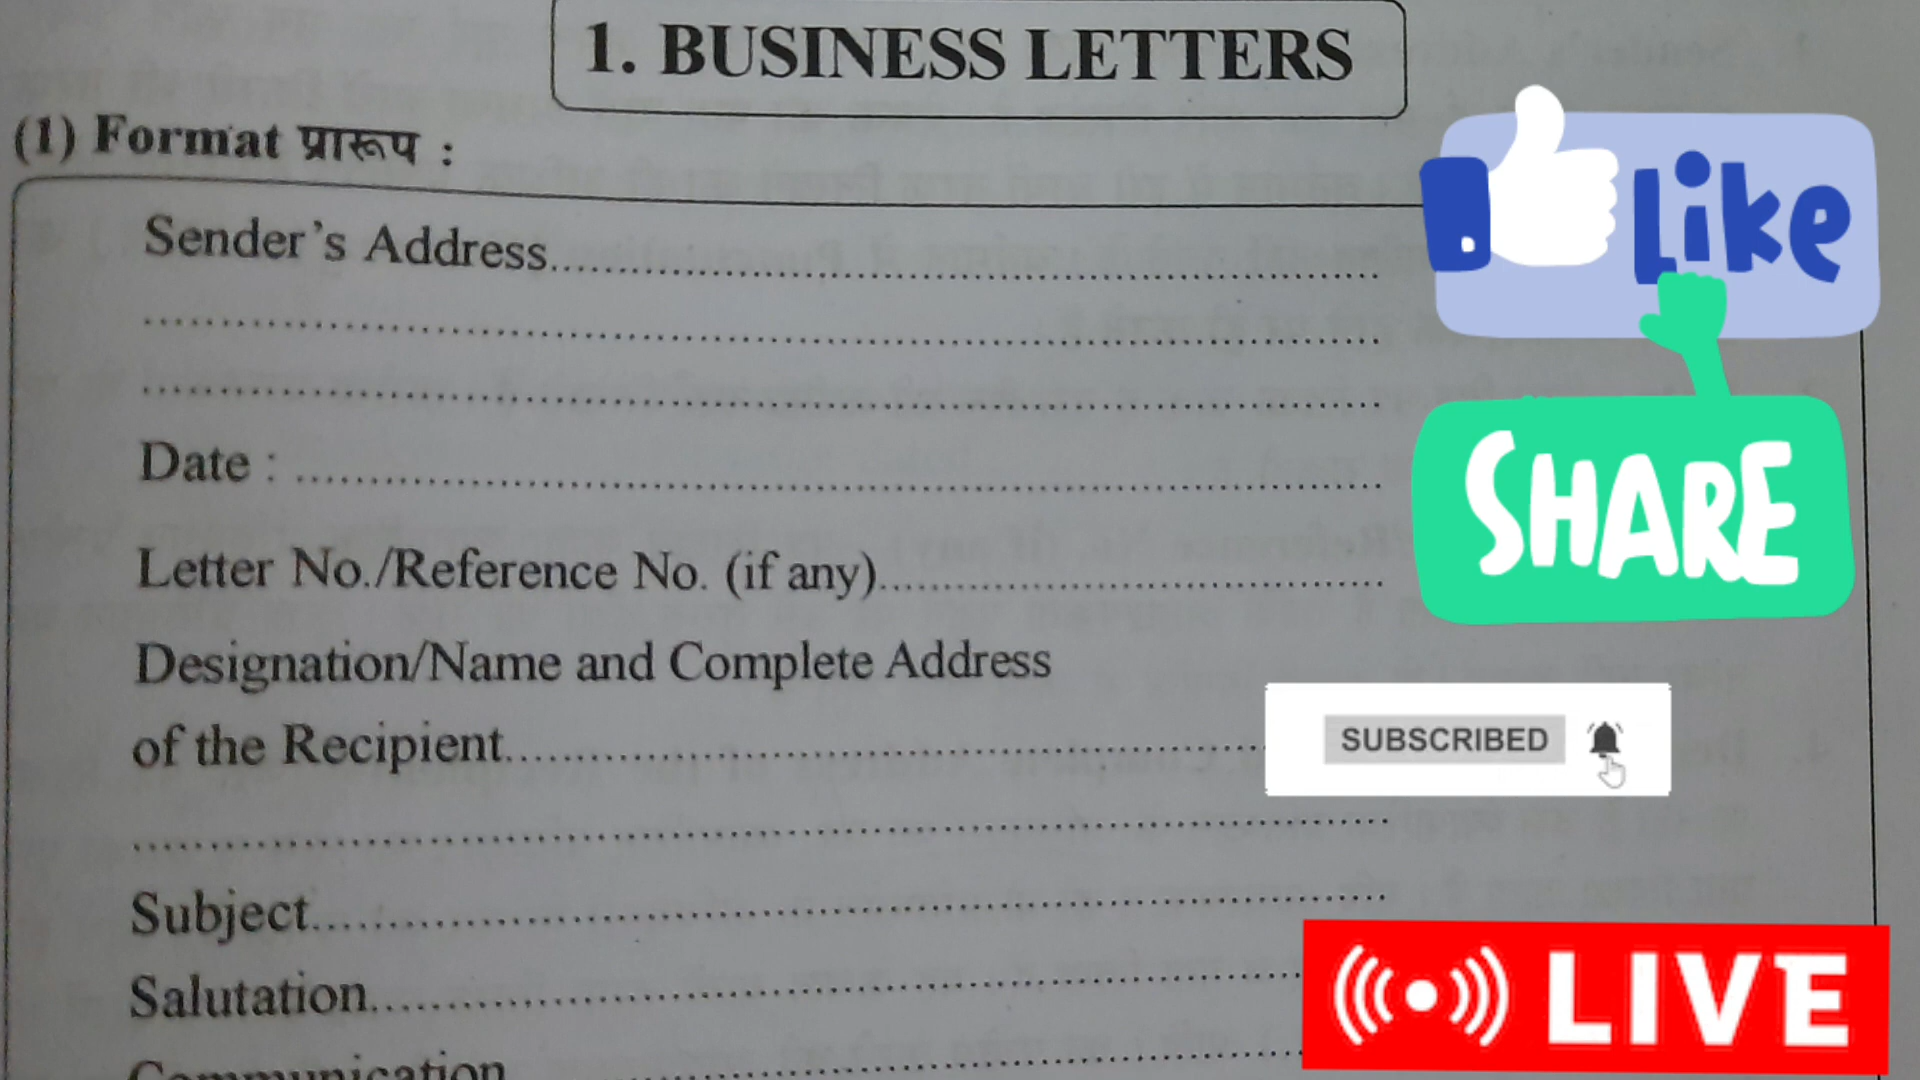 1. BUSINESS LETTERS
(1) Format प्रारूप :
Sender's Address..........................................................
..............................................................................
..............................................................................
Date : ......................................................................
Letter No./Reference No. (if any)...................................
Designation/Name and Complete Address
of the Recipient..........................................................
..............................................................................
Subject.......................................................................
Salutation...................................................................
Communication..........................................................
Like
SHARE
SUBSCRIBED
LIVE